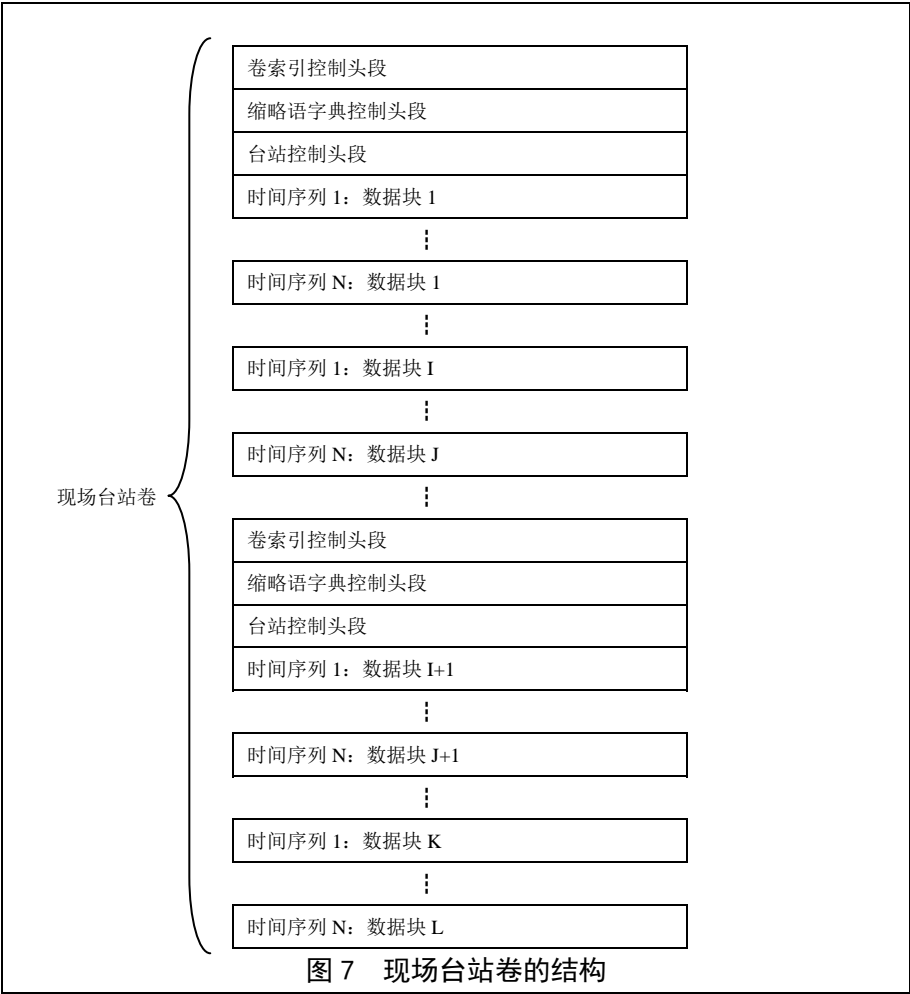 卷索引控制头段
缩略语字典控制头段
台站控制头段
时间序列 1：数据块 1
时间序列 N：数据块 1
时间序列 1：数据块 I
时间序列 N：数据块 J
现场台站卷
卷索引控制头段
缩略语字典控制头段
台站控制头段
时间序列 1：数据块 I+1
时间序列 N：数据块 J+1
时间序列 1：数据块 K
时间序列 N：数据块 L
图 7 现场台站卷的结构